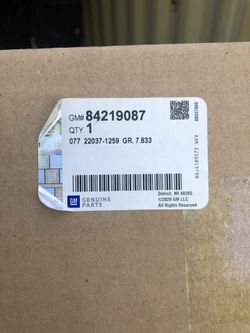 GM# 84219087
QTY. 1
077 22037-1259 GR. 7.833
GM
GENUINE
PARTS
Detroit, MI 48265
©2020 GM LLC
All Rights Reserved